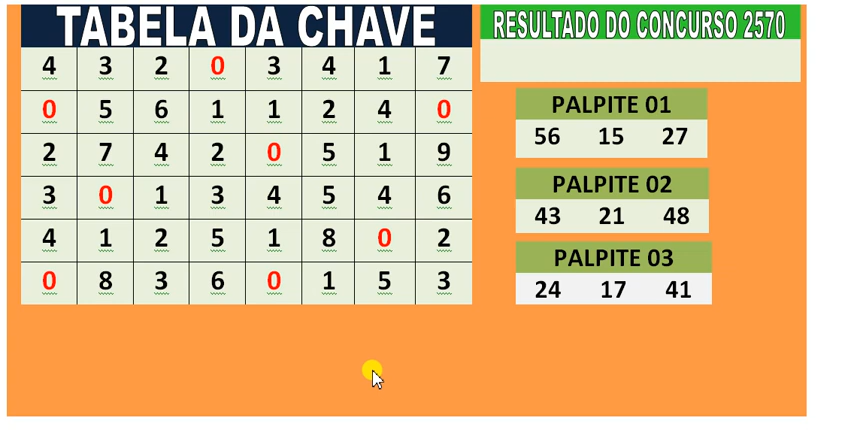 TABELA DA CHAVE
4 3 2 0 3 4 1 7
0 5 6 1 1 2 4 0
2 7 4 2 0 5 1 9
3 0 1 3 4 5 4 6
4 1 2 5 1 8 0 2
0 8 3 6 0 1 5 3
RESULTADO DO CONCURSO 2570
PALPITE 01
56 15 27
PALPITE 02
43 21 48
PALPITE 03
24 17 41